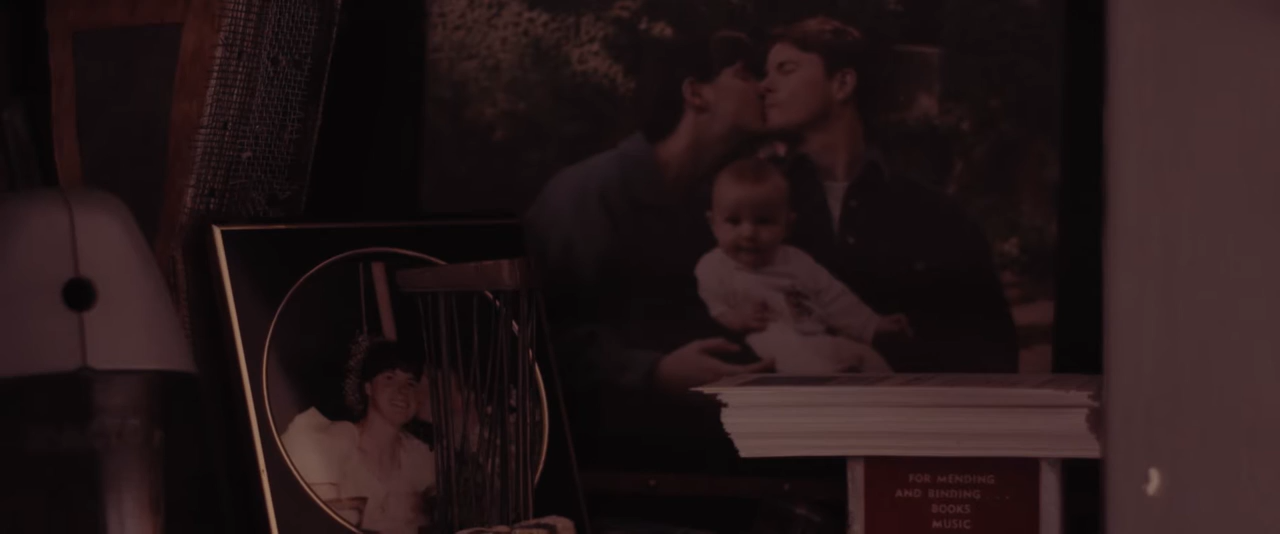 FOR MENDING
AND BINDING . . .
BOOKS
MUSIC